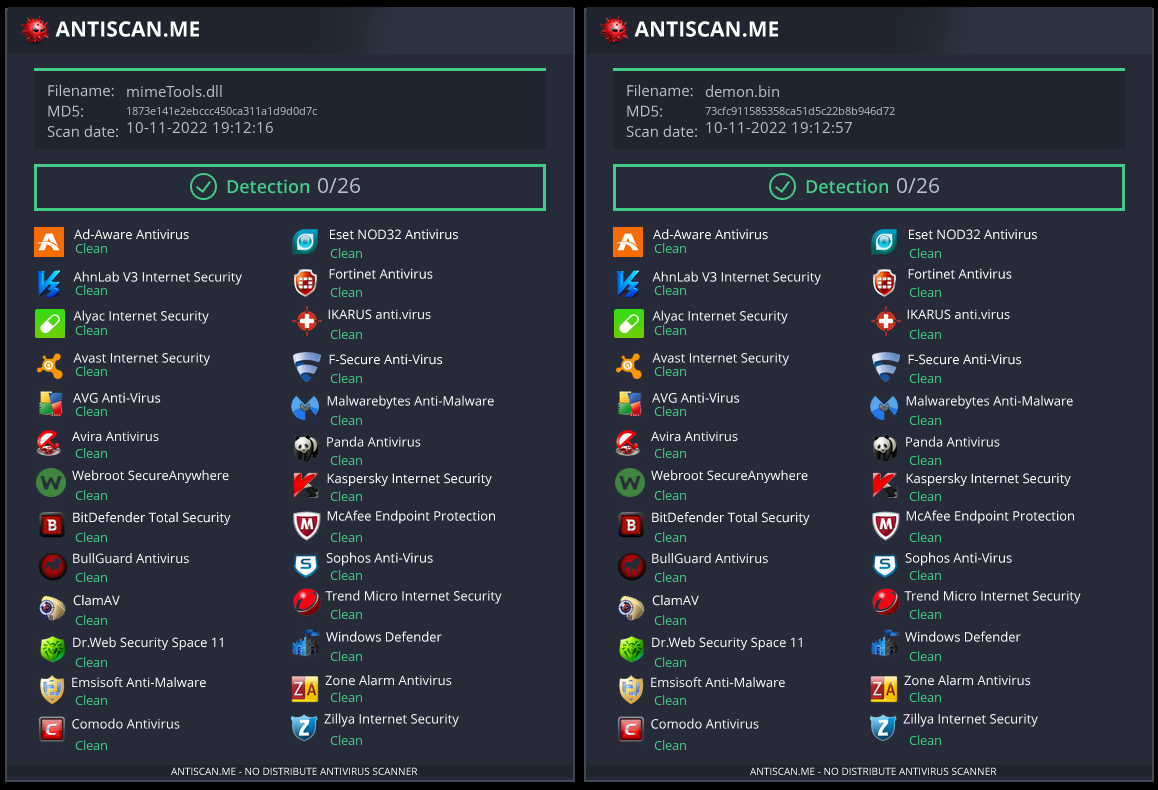 ANTISCAN.ME
Filename: mimeTools.dll
MD5: 1873e141e2ebccc450ca311a1d9d0d7c
Scan date: 10-11-2022 19:12:16
Detection 0/26
Ad-Aware Antivirus
Clean
AhnLab V3 Internet Security
Clean
Alyac Internet Security
Clean
Avast Internet Security
Clean
AVG Anti-Virus
Clean
Avira Antivirus
Clean
Webroot SecureAnywhere
Clean
BitDefender Total Security
Clean
BullGuard Antivirus
Clean
ClamAV
Clean
Dr.Web Security Space 11
Clean
Emsisoft Anti-Malware
Clean
Comodo Antivirus
Clean
Eset NOD32 Antivirus
Clean
Fortinet Antivirus
Clean
IKARUS anti.virus
Clean
F-Secure Anti-Virus
Clean
Malwarebytes Anti-Malware
Clean
Panda Antivirus
Clean
Kaspersky Internet Security
Clean
McAfee Endpoint Protection
Clean
Sophos Anti-Virus
Clean
Trend Micro Internet Security
Clean
Windows Defender
Clean
Zone Alarm Antivirus
Clean
Zillya Internet Security
Clean
ANTISCAN.ME - NO DISTRIBUTE ANTIVIRUS SCANNER
ANTISCAN.ME
Filename: demon.bin
MD5: 73cfc911585358ca51d5c22b8b946d72
Scan date: 10-11-2022 19:12:57
Detection 0/26
Ad-Aware Antivirus
Clean
AhnLab V3 Internet Security
Clean
Alyac Internet Security
Clean
Avast Internet Security
Clean
AVG Anti-Virus
Clean
Avira Antivirus
Clean
Webroot SecureAnywhere
Clean
BitDefender Total Security
Clean
BullGuard Antivirus
Clean
ClamAV
Clean
Dr.Web Security Space 11
Clean
Emsisoft Anti-Malware
Clean
Comodo Antivirus
Clean
Eset NOD32 Antivirus
Clean
Fortinet Antivirus
Clean
IKARUS anti.virus
Clean
F-Secure Anti-Virus
Clean
Malwarebytes Anti-Malware
Clean
Panda Antivirus
Clean
Kaspersky Internet Security
Clean
McAfee Endpoint Protection
Clean
Sophos Anti-Virus
Clean
Trend Micro Internet Security
Clean
Windows Defender
Clean
Zone Alarm Antivirus
Clean
Zillya Internet Security
Clean
ANTISCAN.ME - NO DISTRIBUTE ANTIVIRUS SCANNER